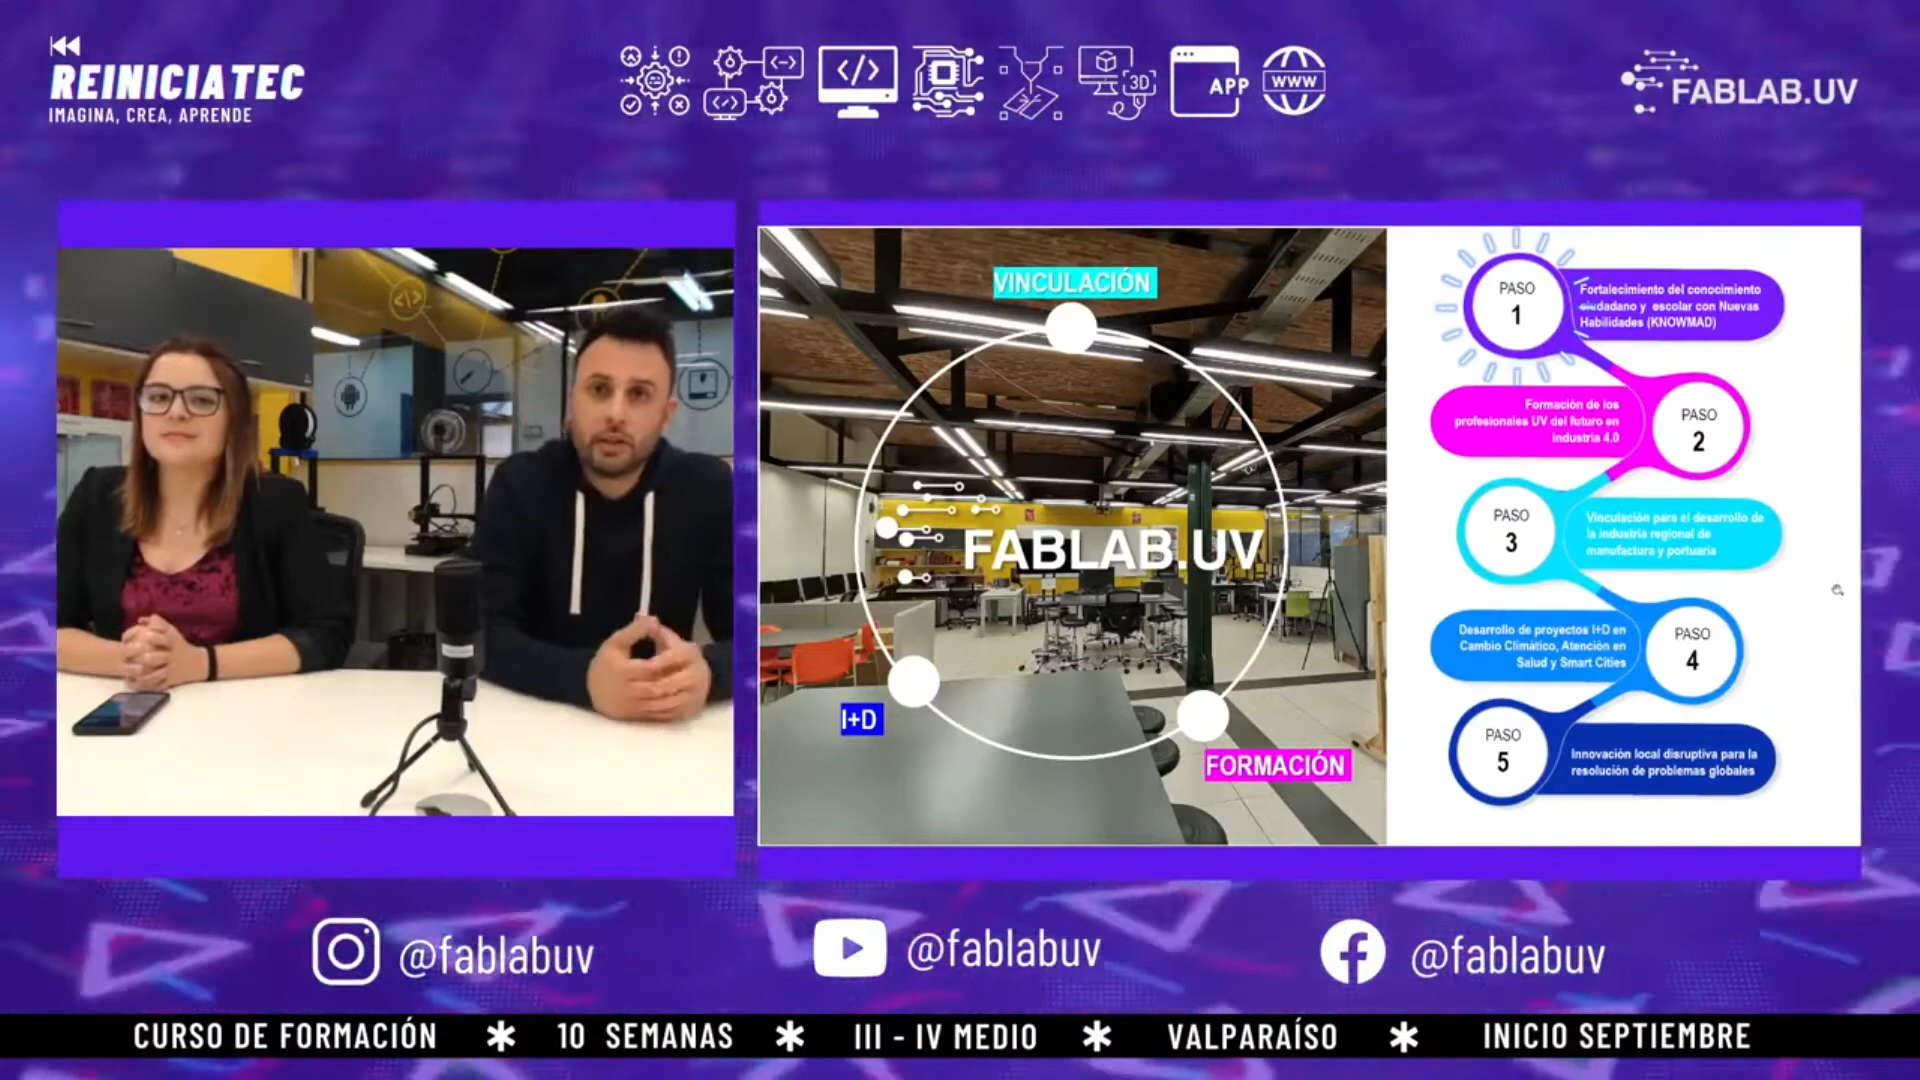 REINICIATEC
IMAGINA, CREA, APRENDE
3D
APP
WWW
FABLAB.UV
VINCULACIÓN
FABLAB.UV
I+D
FORMACIÓN
PASO
1
Fortalecimiento del conocimiento
ciudadano y escolar con Nuevas
Habilidades (KNOWMAD)
Formación de los
profesionales UV del futuro en
industria 4.0
PASO
2
PASO
3
Vinculación para el desarrollo de
la industria regional de
manufactura y portuaria
Desarrollo de proyectos I+D en
Cambio Climático, Atención en
Salud y Smart Cities
PASO
4
PASO
5
Innovación local disruptiva para la
resolución de problemas globales
@fablabuv
@fablabuv
@fablabuv
CURSO DE FORMACIÓN * 10 SEMANAS * III - IV MEDIO * VALPARAÍSO * INICIO SEPTIEMBRE